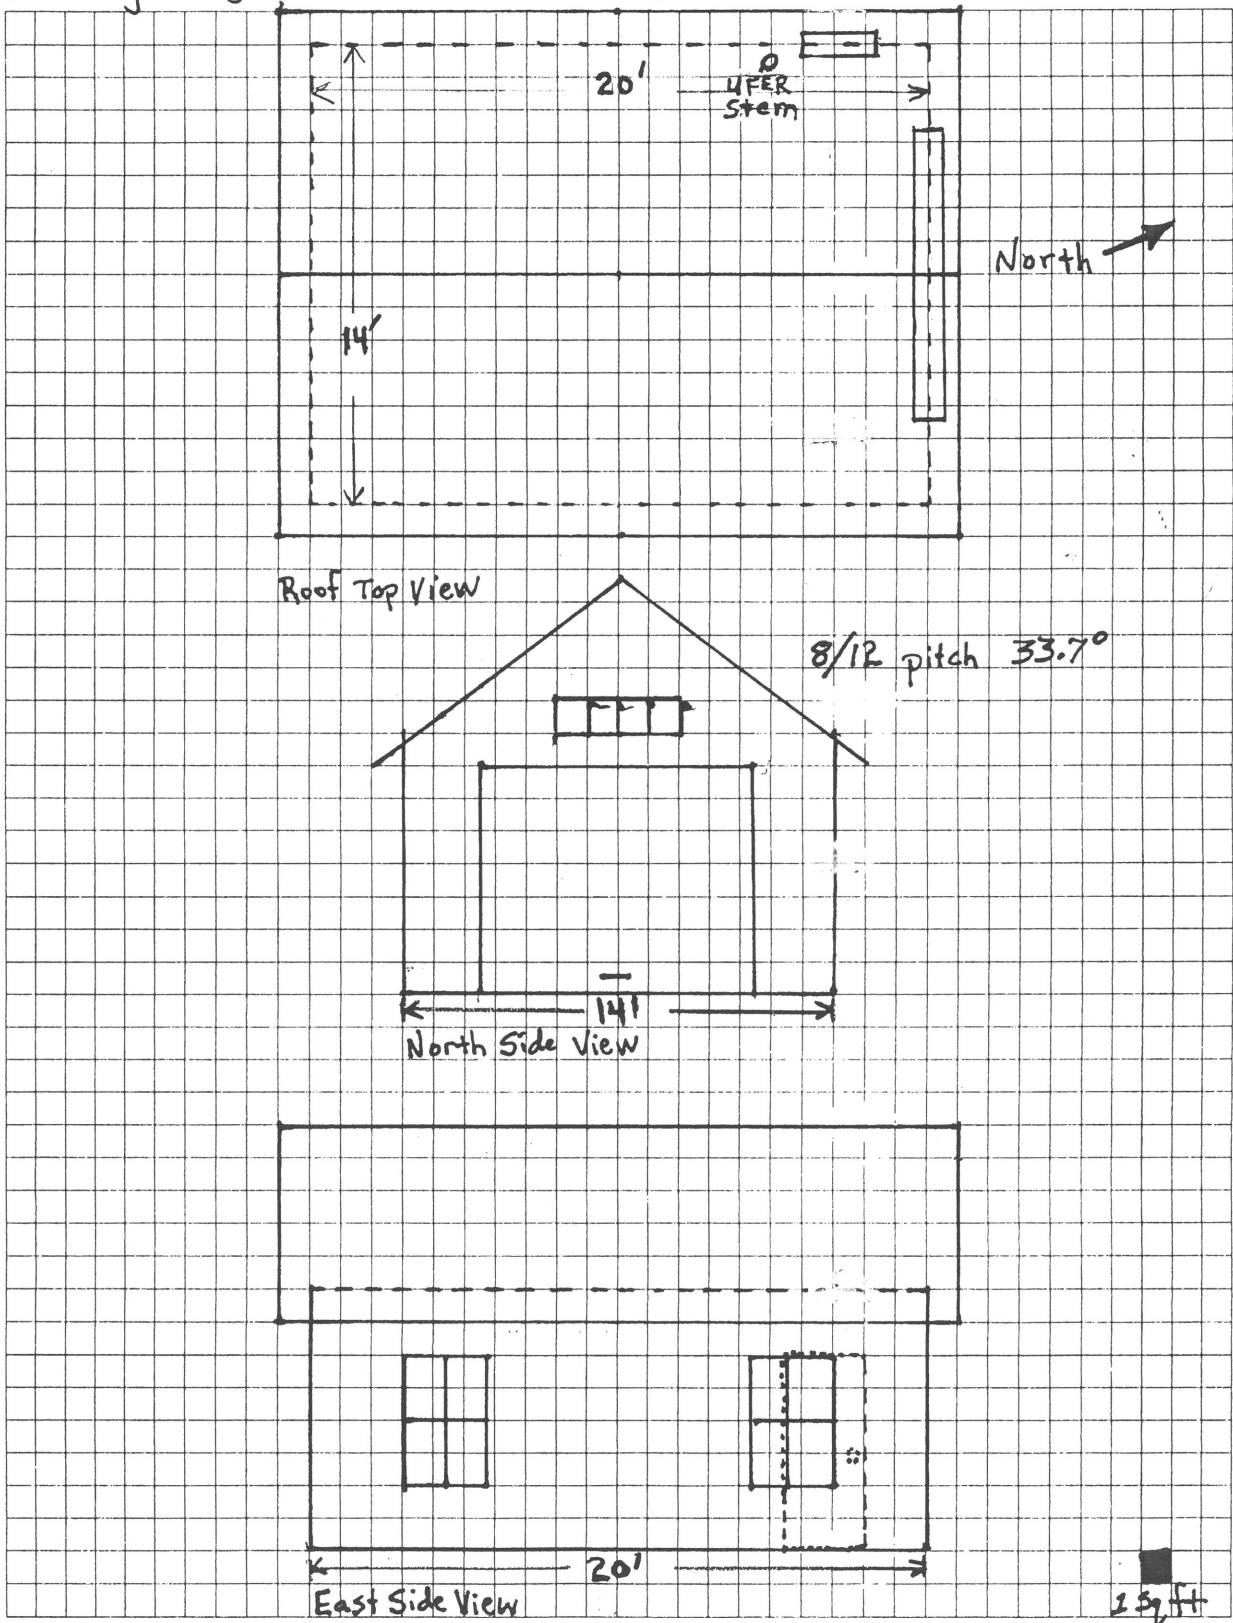 20'
UFER
Stem
North
14'
Roof Top View
8/12 pitch 33.7°
14'
North Side View
20'
East Side View
1 sq ft